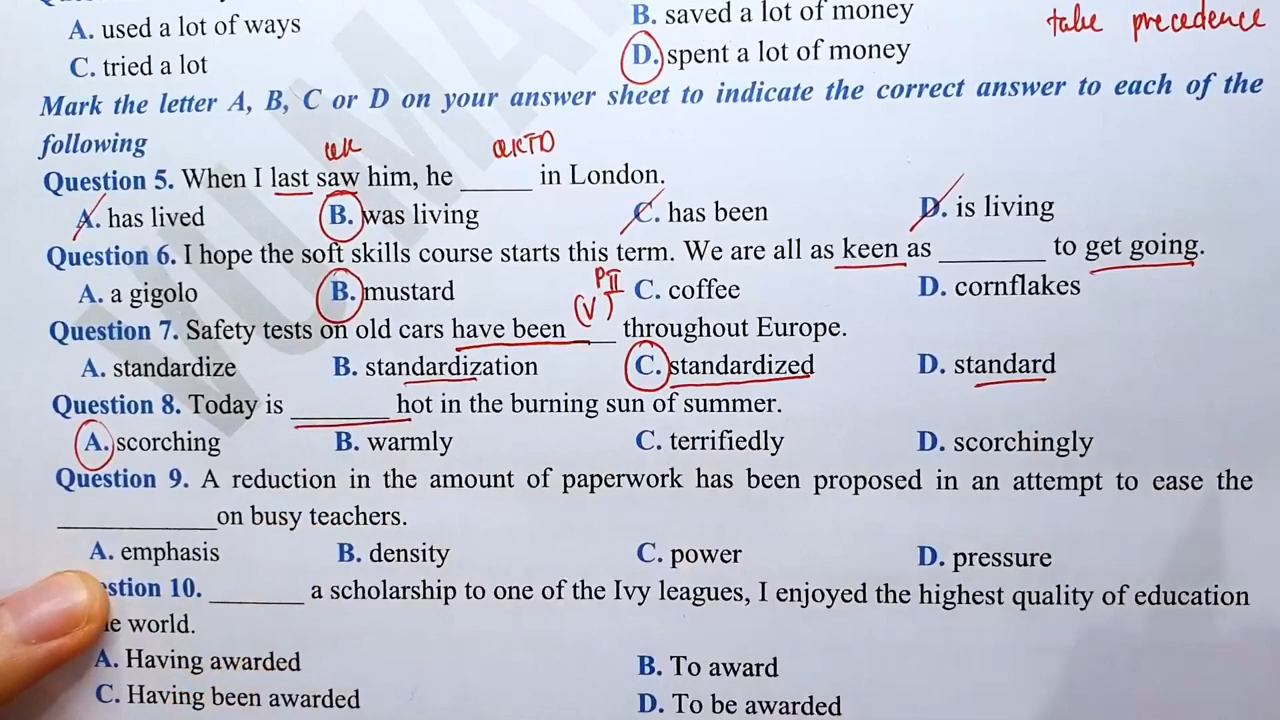 A. used a lot of ways B. saved a lot of money take precedence
C. tried a lot D. spent a lot of money
Mark the letter A, B, C or D on your answer sheet to indicate the correct answer to each of the
following
QK QKTD
Question 5. When I last saw him, he _____ in London.
A. has lived B. was living C. has been D. is living
Question 6. I hope the soft skills course starts this term. We are all as keen as ________ to get going.
A. a gigolo B. mustard C. coffee D. cornflakes
(V) PII
Question 7. Safety tests on old cars have been ____ throughout Europe.
A. standardize B. standardization C. standardized D. standard
Question 8. Today is _______ hot in the burning sun of summer.
A. scorching B. warmly C. terrifiedly D. scorchingly
Question 9. A reduction in the amount of paperwork has been proposed in an attempt to ease the
____________ on busy teachers.
A. emphasis B. density C. power D. pressure
stion 10. _______ a scholarship to one of the Ivy leagues, I enjoyed the highest quality of education
world.
A. Having awarded B. To award
C. Having been awarded D. To be awarded